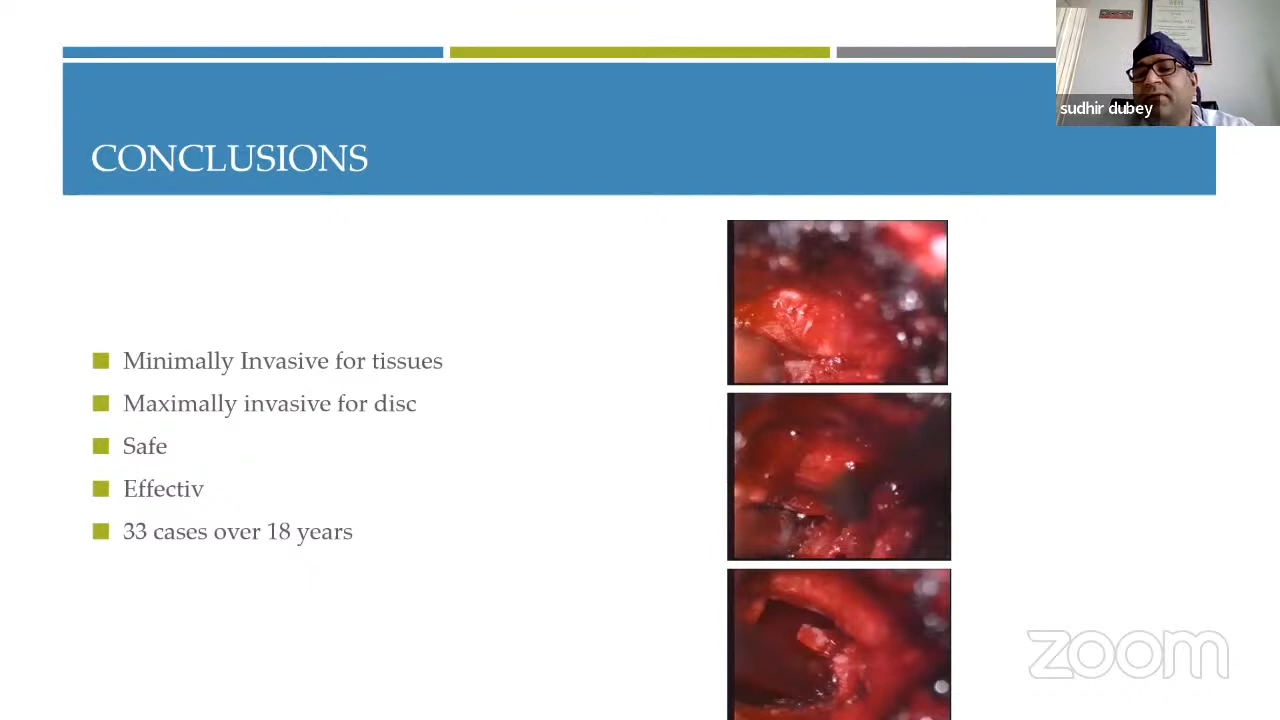 sudhir dubey
CONCLUSIONS
Minimally Invasive for tissues
Maximally invasive for disc
Safe
Effectiv
33 cases over 18 years
zoom